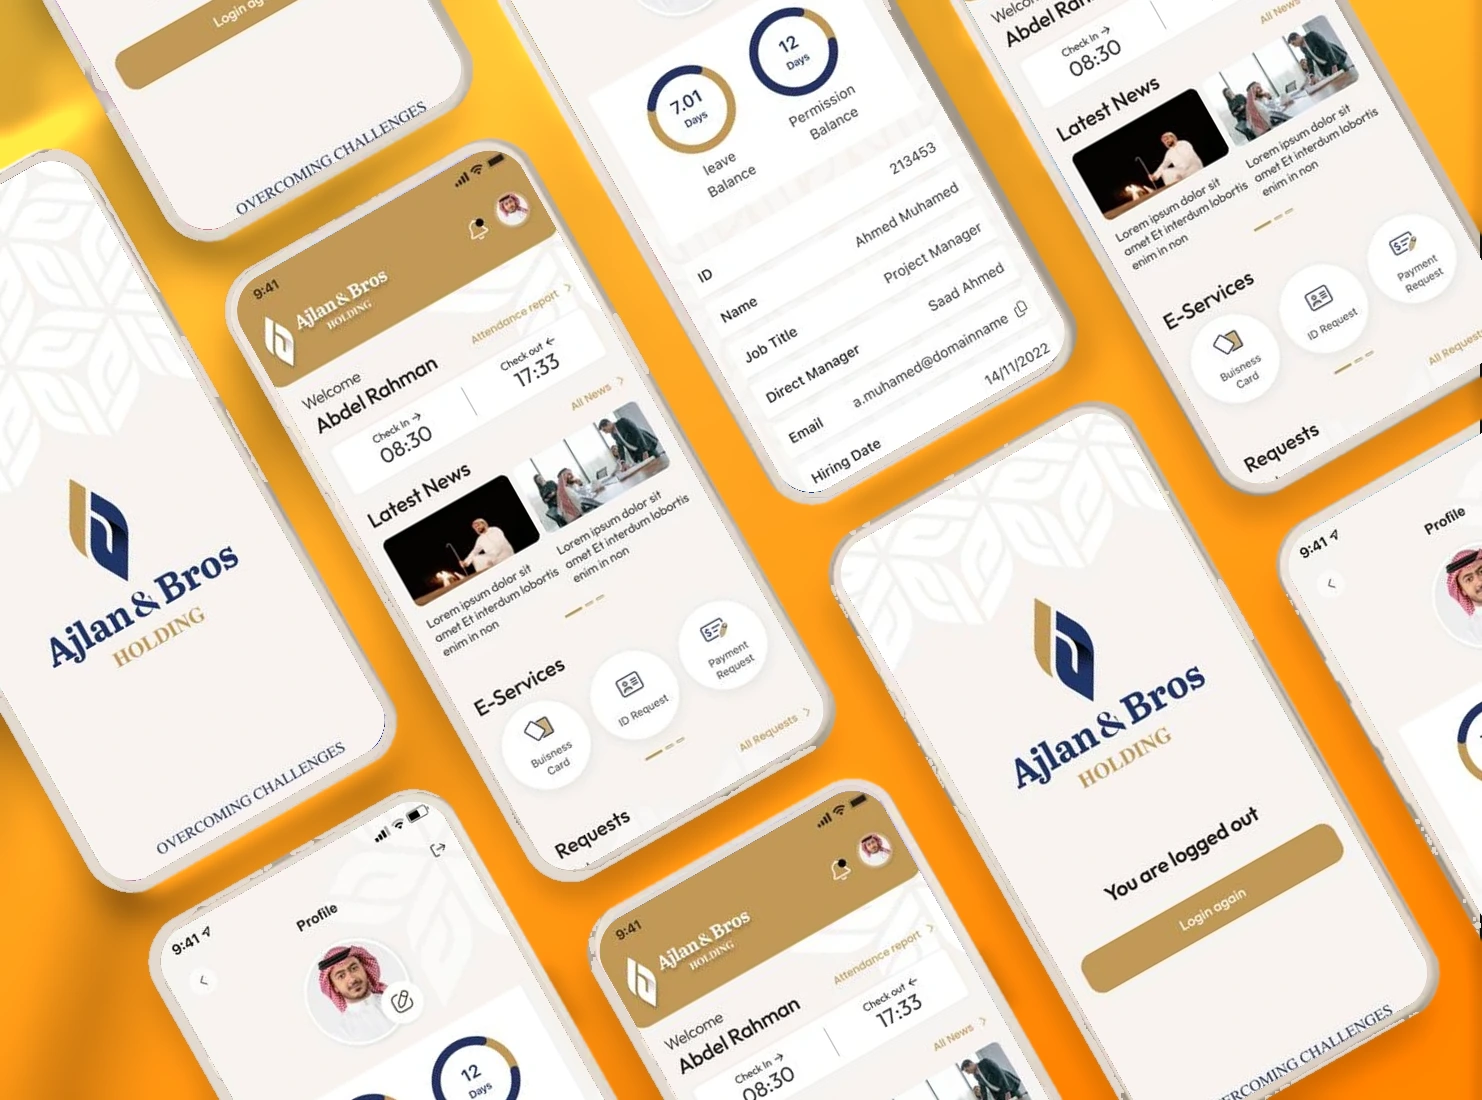 Login ag
OVERCOMING CHALLENGES
Ajlan & Bros
HOLDING
OVERCOMING CHALLENGES
9:41
Ajlan & Bros
HOLDING
Welcome
Abdel Rahman
Attendance report >
Check In →
08:30
Check out ←
17:33
Latest News
All News >
Lorem ipsum dolor sit
amet Et interdum lobortis
enim in non
Lorem ipsum dolor sit
amet Et interdum lobortis
enim in non
E-Services
Buisness
Card
ID Request
Payment
Request
Requests
All Requests >
7.01
Days
leave
Balance
12
Days
Permission
Balance
ID
213453
Name
Ahmed Muhamed
Job Title
Project Manager
Direct Manager
Saad Ahmed
Email
a.muhamed@domainname
Hiring Date
14/11/2022
Welcom
Abdel Rah
Check In →
08:30
All News
Latest News
Lorem ipsum dolor sit
amet Et interdum lobortis
enim in non
Lorem ipsum dolor sit
amet Et interdum lobortis
enim in non
E-Services
Buisness
Card
ID Request
Payment
Request
Requests
All Requests
9:41
Profile
12
Days
9:41
Ajlan & Bros
HOLDING
Welcome
Abdel Rahman
Attendance report >
Check In →
08:30
Check out ←
17:33
All News >
Ajlan & Bros
HOLDING
You are logged out
Login again
ERCOMING CHALLENGES
9:41
Profile